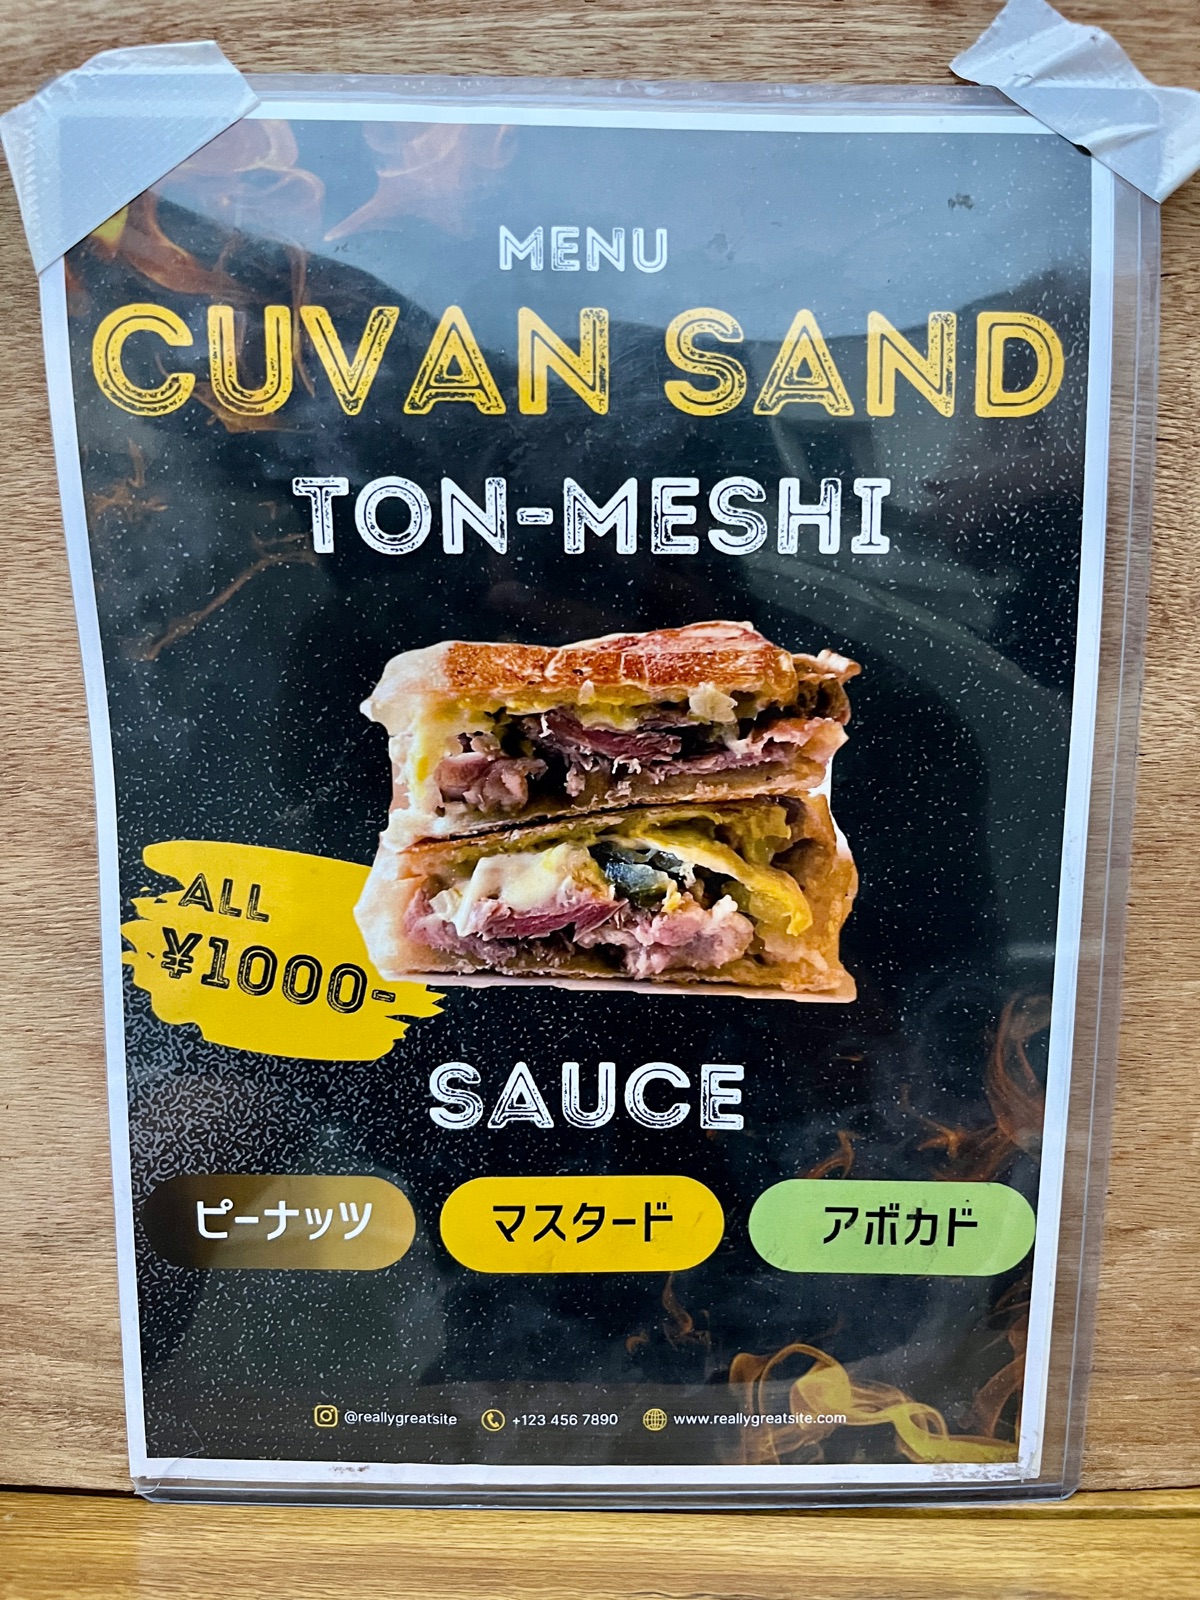 MENU
CUVAN SAND
TON-MESHI
ALL
¥1000-
SAUCE
ピーナッツ
マスタード
アボカド
@reallygreatsite
+123 456 7890
www.reallygreatsite.com